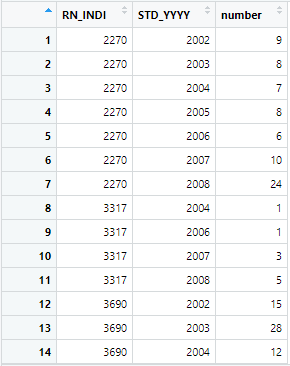 RN_INDI STD_YYYY number
1 2270 2002 9
2 2270 2003 8
3 2270 2004 7
4 2270 2005 8
5 2270 2006 6
6 2270 2007 10
7 2270 2008 24
8 3317 2004 1
9 3317 2006 1
10 3317 2007 3
11 3317 2008 5
12 3690 2002 15
13 3690 2003 28
14 3690 2004 12